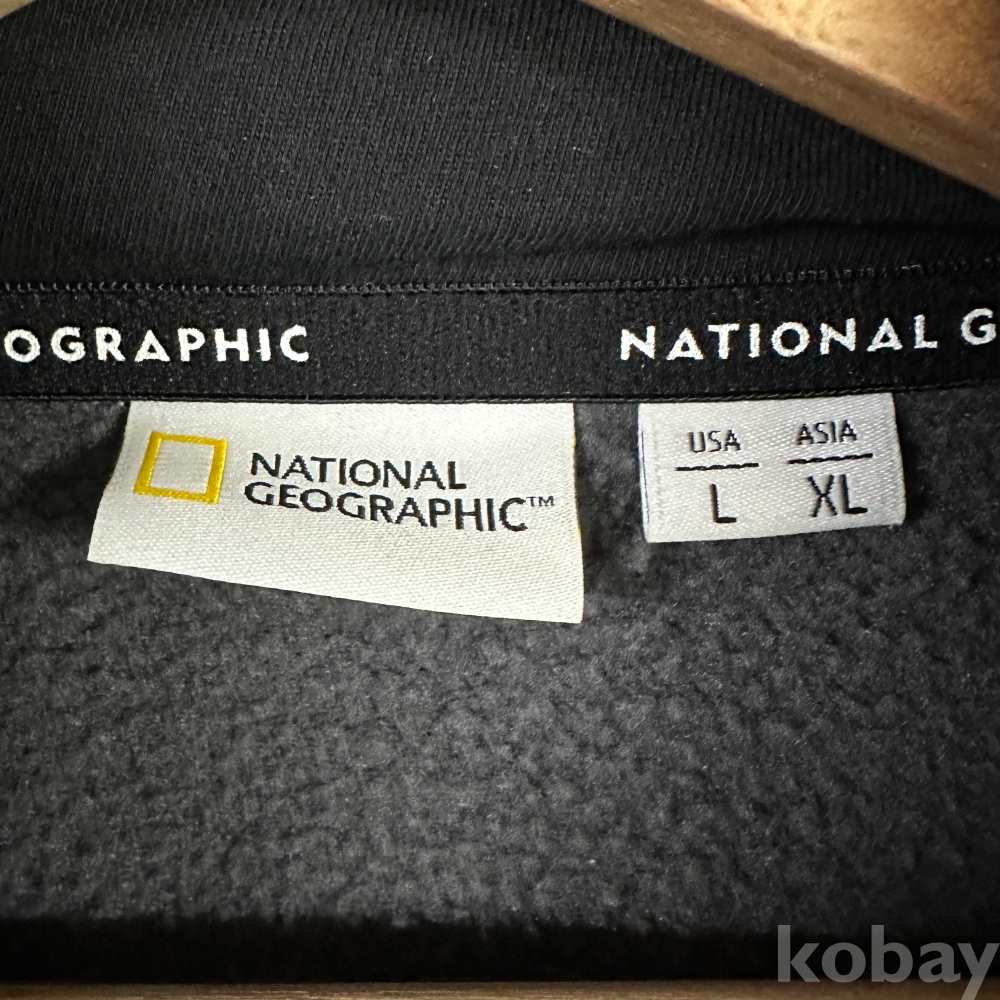 OGRAPHIC NATIONAL G
NATIONAL
GEOGRAPHIC™
USA ASIA
L XL
kobay